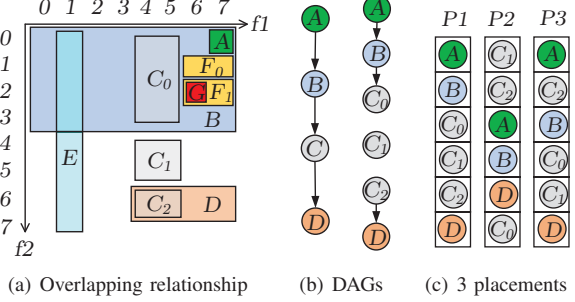 0 1 2 3 4 5 6 7 f1
0
1
2
3
4
5
6
7
f2
A
F0
G F1
C0
B
E
C1
C2 D
A
B
C
D
A
B
C0
C1
C2
D
P1 P2 P3
A C1 A
B C2 C2
C0 A B
C1 B C0
C2 D C1
D C0 D
(a) Overlapping relationship (b) DAGs (c) 3 placements